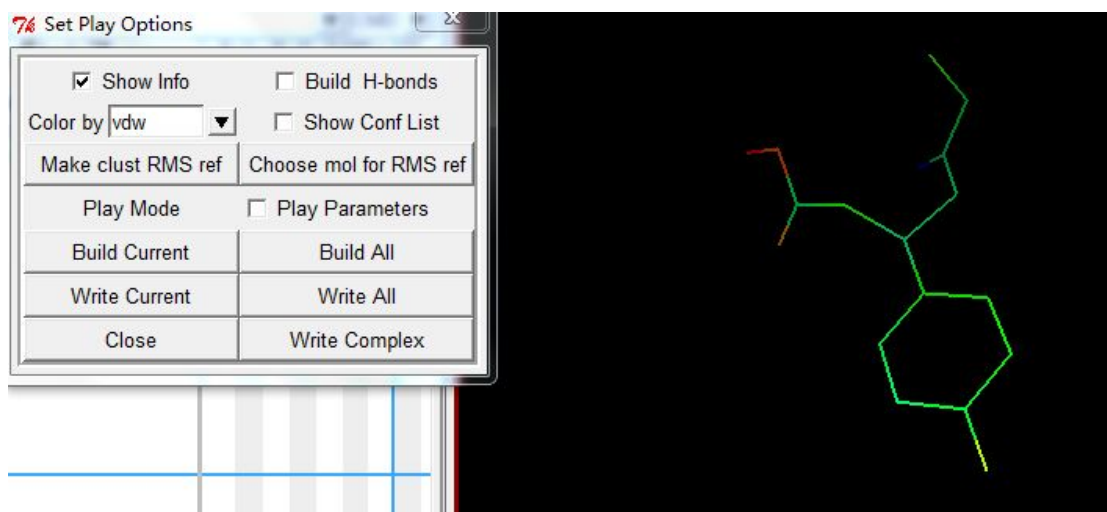 Set Play Options
Show Info Build H-bonds
Color by vdw Show Conf List
Make clust RMS ref Choose mol for RMS ref
Play Mode Play Parameters
Build Current Build All
Write Current Write All
Close Write Complex